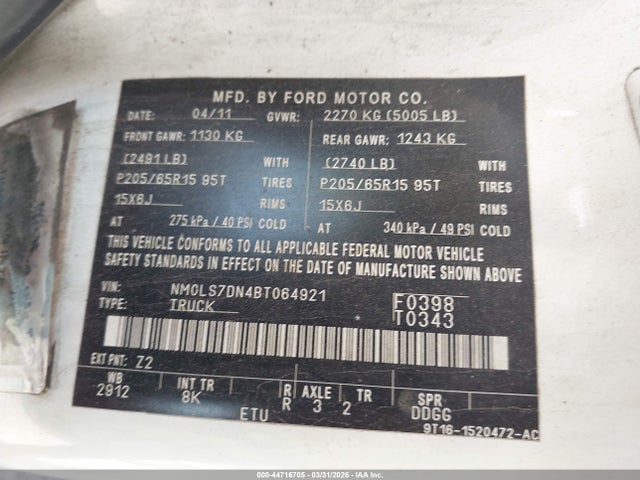 MFD. BY FORD MOTOR CO.
DATE: 04/11 GVWR: 2270 KG (5005 LB)
FRONT GAWR: 1130 KG REAR GAWR: 1243 KG
(2491 LB) WITH (2740 LB) WITH
P205/65R15 95T TIRES P205/65R15 95T TIRES
15X6J RIMS 15X6J RIMS
AT 275 kPa / 40 PSI COLD AT 340 kPa / 49 PSI COLD
THIS VEHICLE CONFORMS TO ALL APPLICABLE FEDERAL MOTOR VEHICLE
SAFETY STANDARDS IN EFFECT ON THE DATE OF MANUFACTURE SHOWN ABOVE
VIN: NM0LS7DN4BT064921 F0398
TYPE: TRUCK T0343
EXT PNT: Z2
WB INT TR R AXLE TR SPR
2912 8K R 3 2 DDGG
ETU 9T16-1520472-AC
000-44716705 - 03/31/2026 - IAAI.COM